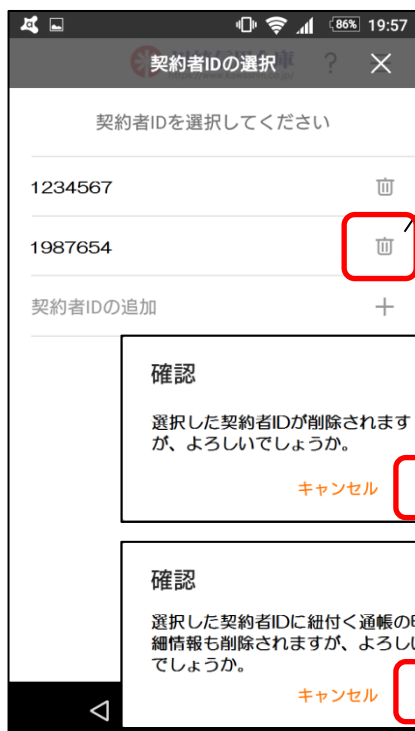 86% 19:57
契約者IDの選択 ?
契約者IDを選択してください
1234567
1987654
契約者IDの追加
確認
選択した契約者IDが削除されます
が、よろしいでしょうか。
キャンセル
確認
選択した契約者IDに紐付く通帳の明
細情報も削除されますが、よろしい
でしょうか。
キャンセル